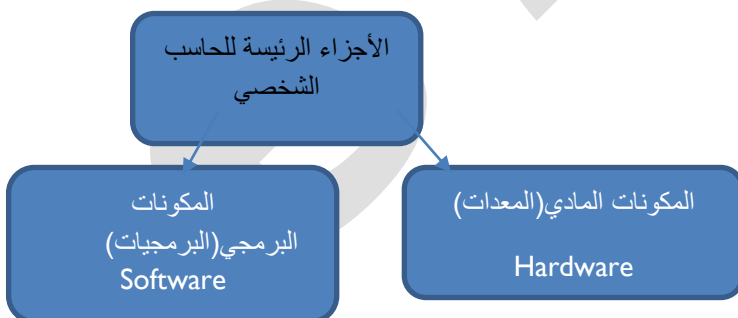 الأجزاء الرئيسة للحاسب
الشخصي
المكونات المادي(المعدات)
Hardware
المكونات
البرمجي(البرمجيات)
Software